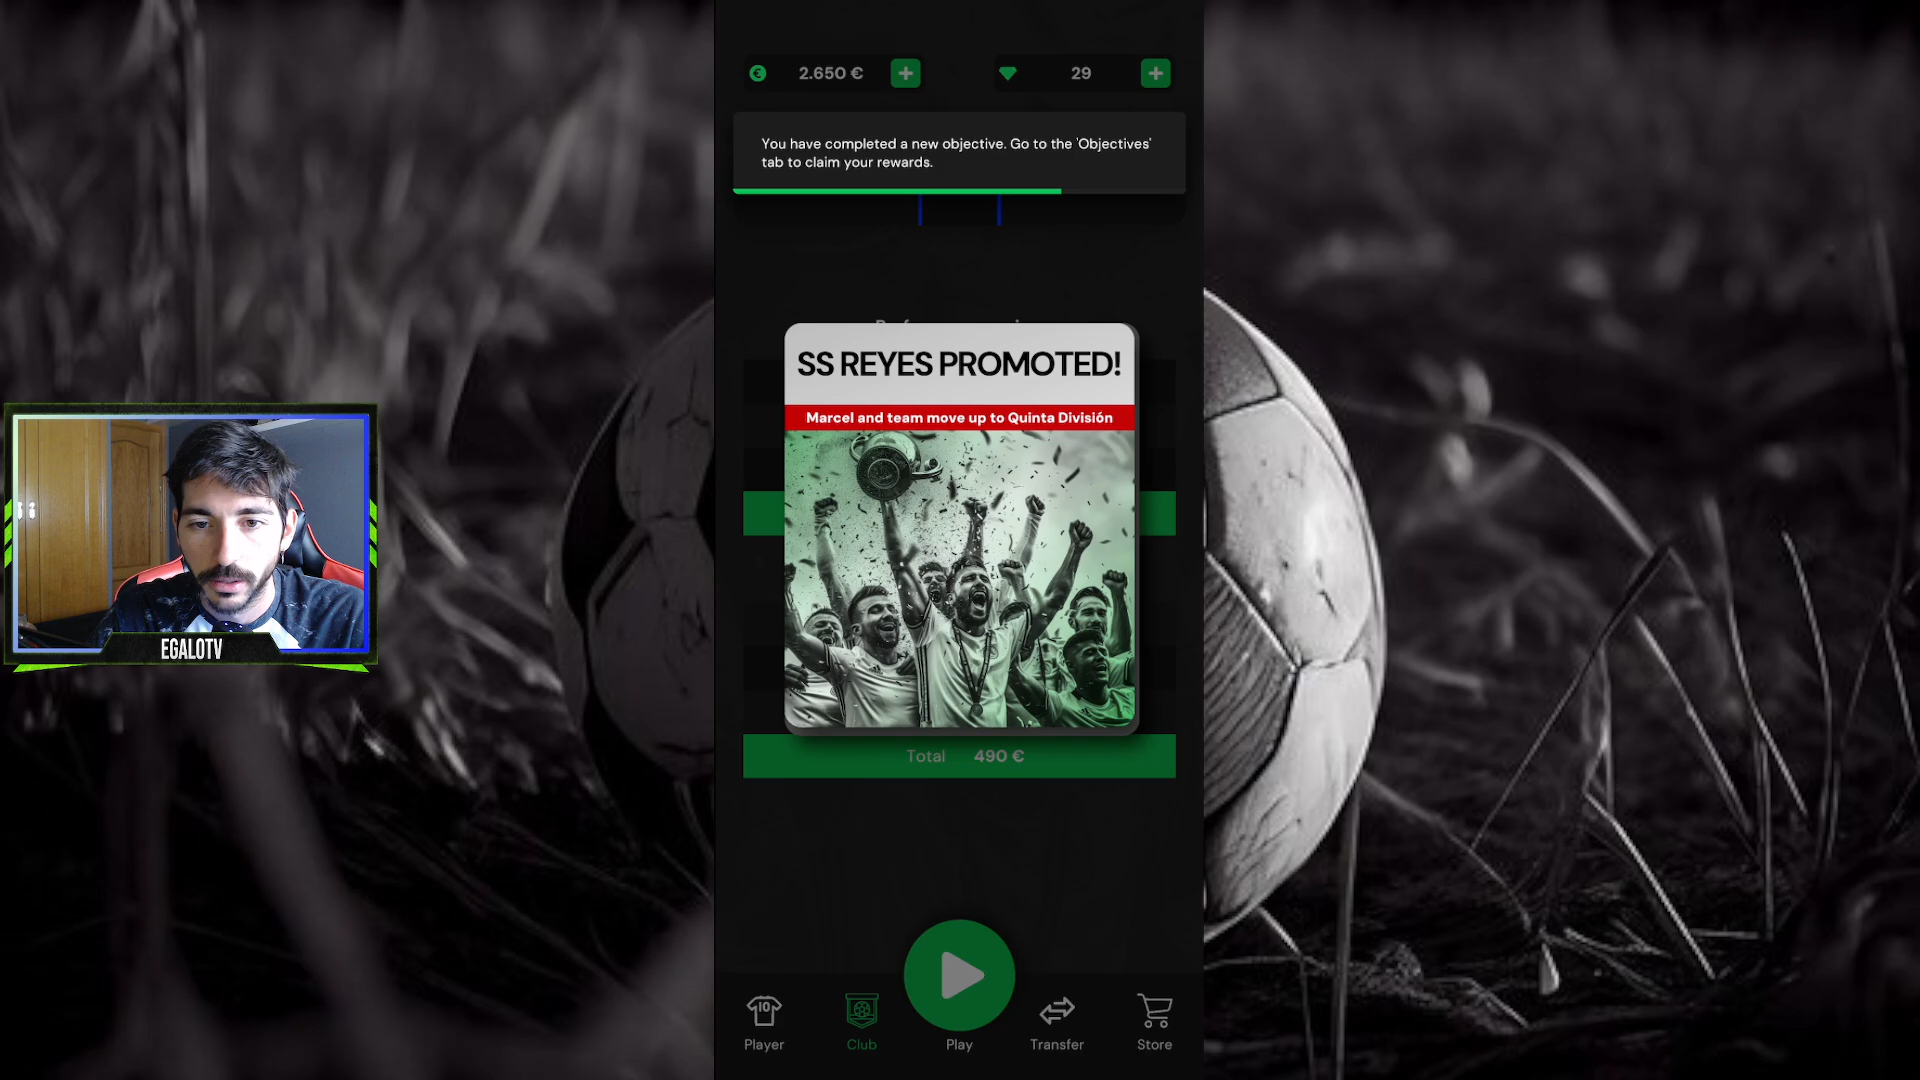 2.650 €
29
You have completed a new objective. Go to the 'Objectives'
tab to claim your rewards.
SS REYES PROMOTED!
Marcel and team move up to Quinta División
EGALOTV
Total 490 €
10
Player
Club
Play
Transfer
Store